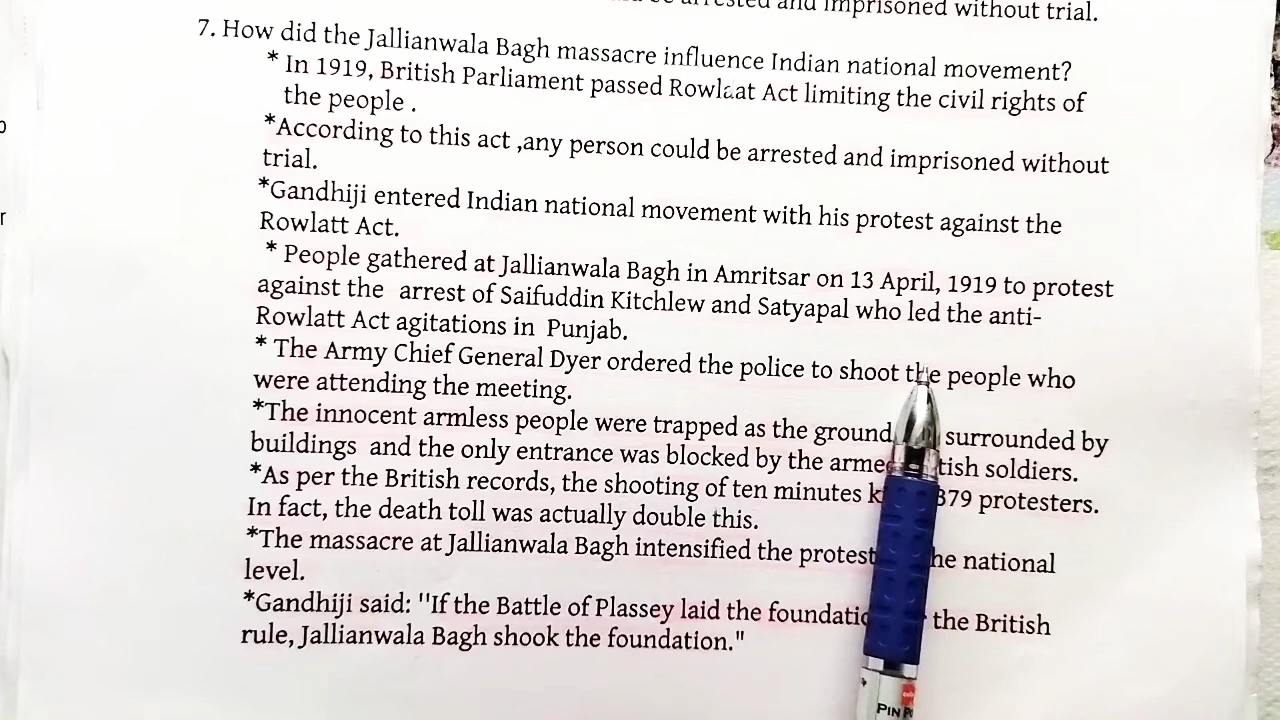 arrested and imprisoned without trial.
7. How did the Jallianwala Bagh massacre influence Indian national movement?
* In 1919, British Parliament passed Rowlaat Act limiting the civil rights of
the people .
*According to this act ,any person could be arrested and imprisoned without
trial.
*Gandhiji entered Indian national movement with his protest against the
Rowlatt Act.
* People gathered at Jallianwala Bagh in Amritsar on 13 April, 1919 to protest
against the arrest of Saifuddin Kitchlew and Satyapal who led the anti-
Rowlatt Act agitations in Punjab.
* The Army Chief General Dyer ordered the police to shoot the people who
were attending the meeting.
*The innocent armless people were trapped as the ground surrounded by
buildings and the only entrance was blocked by the soldiers.
*As per the British records, the shooting of ten minutes 379 protesters.
In fact, the death toll was actually double this.
*The massacre at Jallianwala Bagh intensified the national
level.
*Gandhiji said: "If the Battle of Plassey laid the the British
rule, Jallianwala Bagh shook the foundation."
PIN